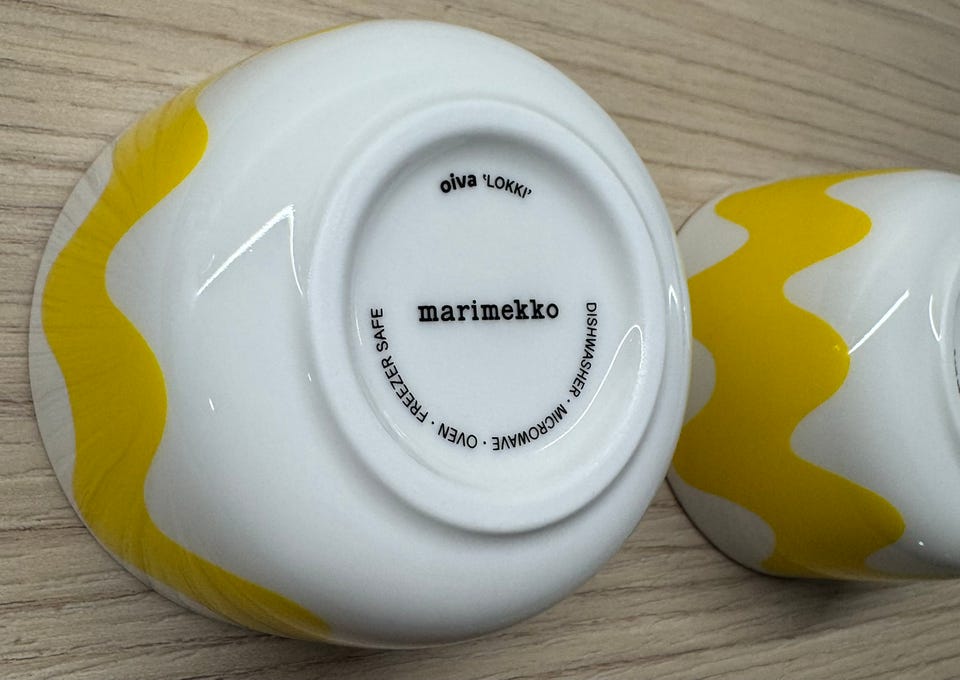 oiva ‘LOKKI’
marimekko
DISHWASHER · MICROWAVE · OVEN · FREEZER SAFE